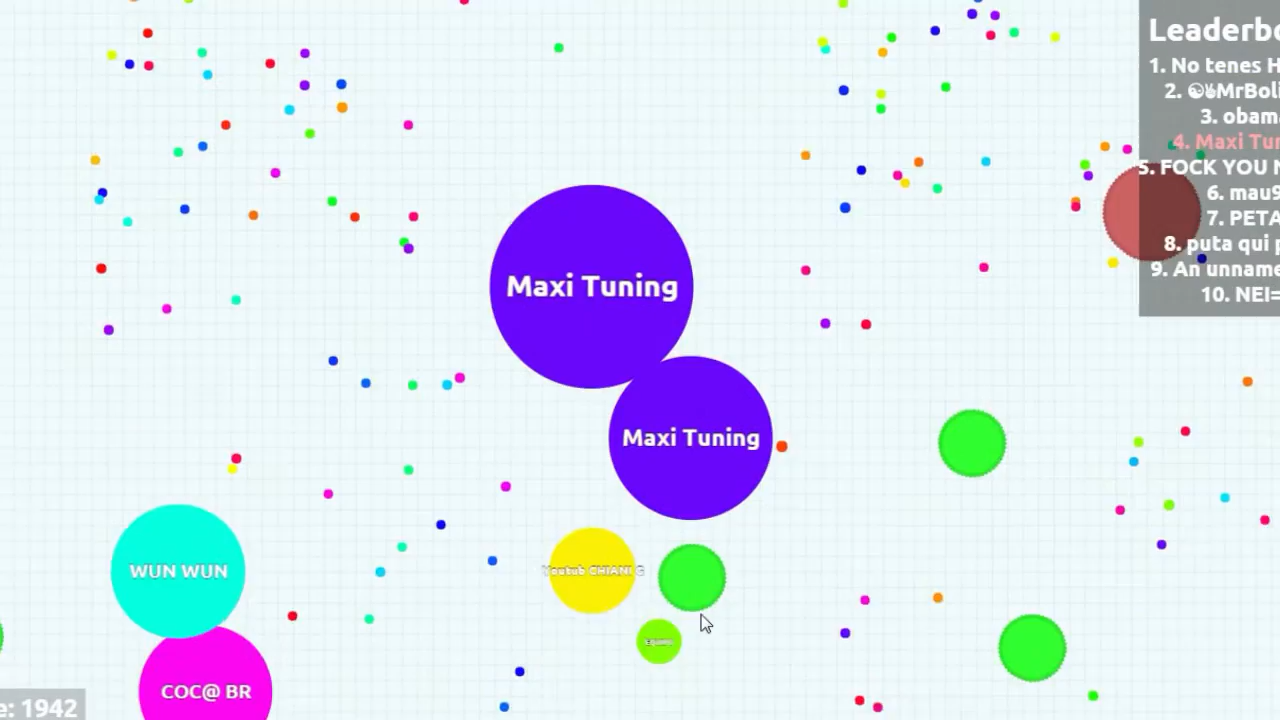 Leaderbo
1. No tenes H
2. ☯✌MrBoli
3. obama
4. Maxi Tun
5. FOCK YOU N
6. mau9
7. PETA
8. puta qui p
9. An unname
10. NEI=
Maxi Tuning
Maxi Tuning
WUN WUN
Youtub CHIANI G
COC@ BR
e: 1942